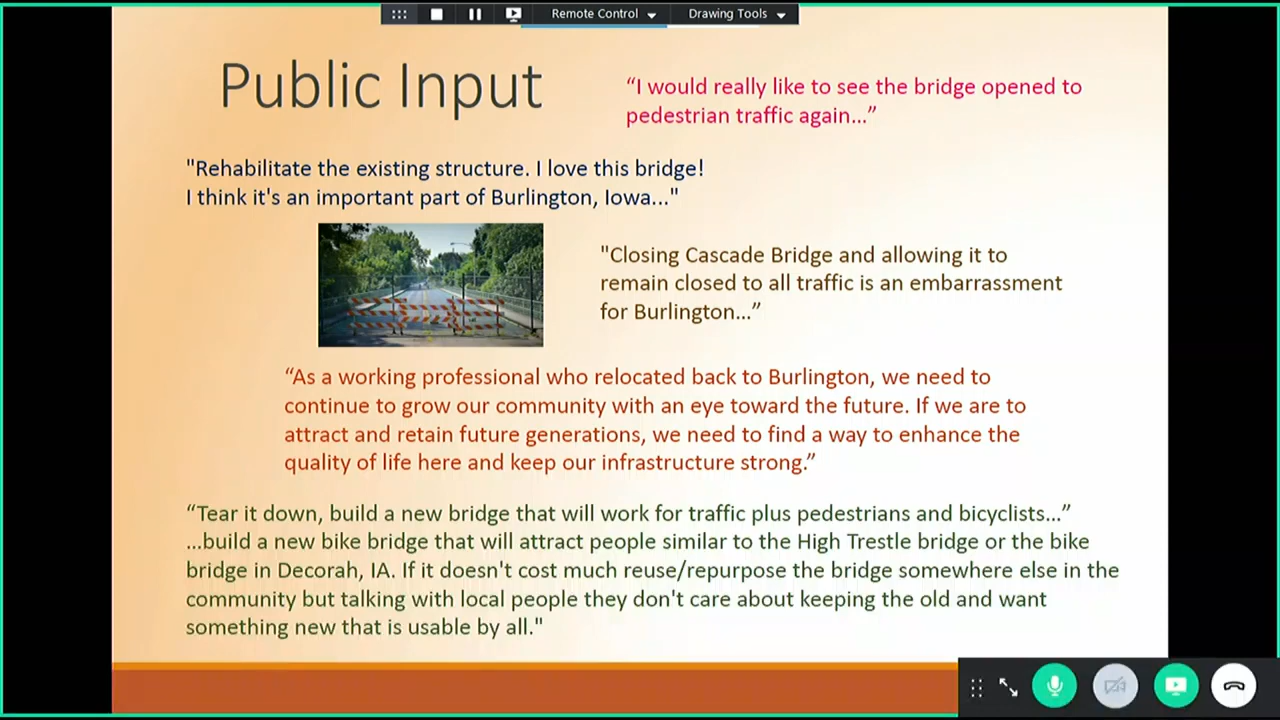 Remote Control
Drawing Tools
Public Input
“I would really like to see the bridge opened to
pedestrian traffic again...”
"Rehabilitate the existing structure. I love this bridge!
I think it's an important part of Burlington, Iowa..."
"Closing Cascade Bridge and allowing it to
remain closed to all traffic is an embarrassment
for Burlington...”
“As a working professional who relocated back to Burlington, we need to
continue to grow our community with an eye toward the future. If we are to
attract and retain future generations, we need to find a way to enhance the
quality of life here and keep our infrastructure strong.”
“Tear it down, build a new bridge that will work for traffic plus pedestrians and bicyclists...”
...build a new bike bridge that will attract people similar to the High Trestle bridge or the bike
bridge in Decorah, IA. If it doesn't cost much reuse/repurpose the bridge somewhere else in the
community but talking with local people they don't care about keeping the old and want
something new that is usable by all."